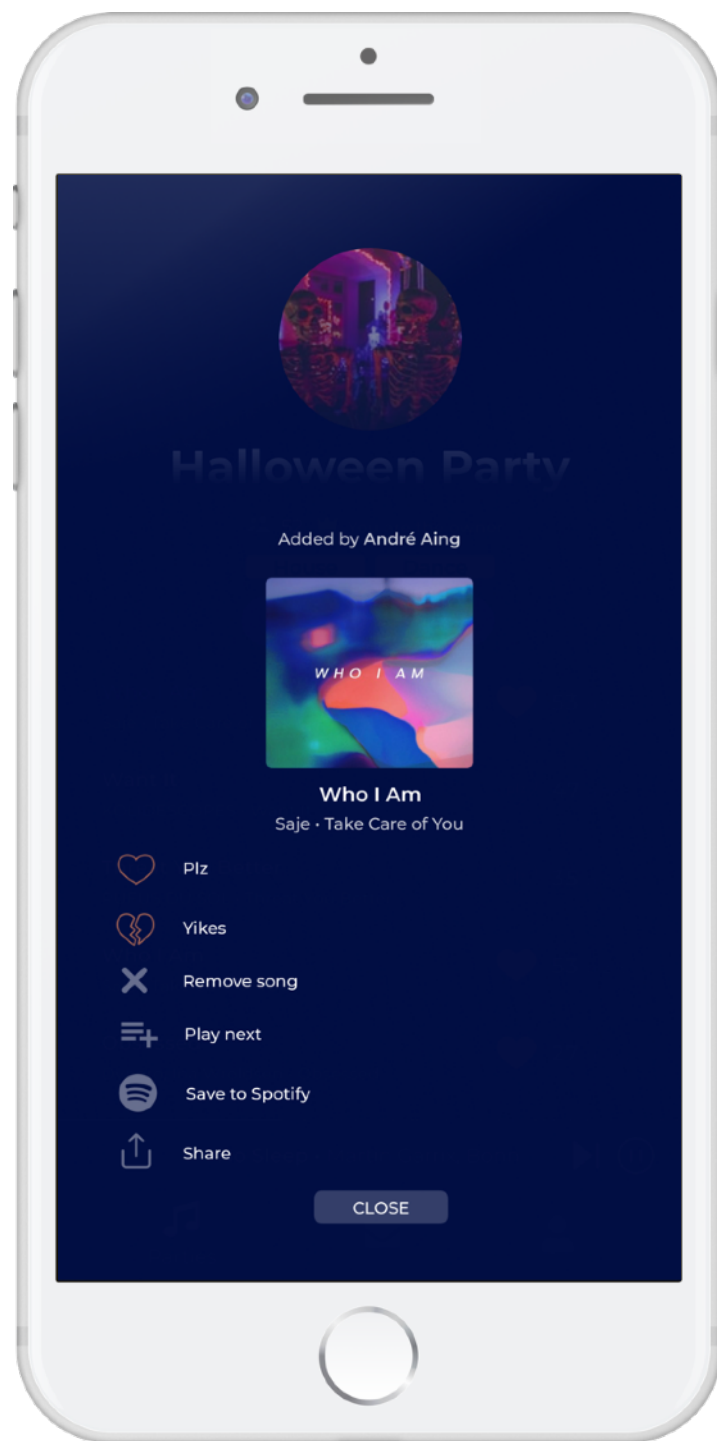 Halloween Party
Added by André Aing
WHO I AM
Who I Am
Saje • Take Care of You
Plz
Yikes
Remove song
Play next
Save to Spotify
Share
CLOSE